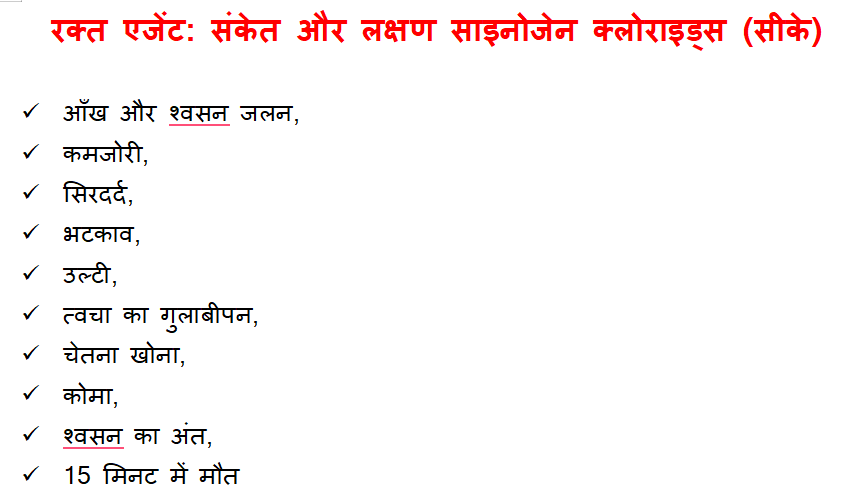 रक्त एजेंट: संकेत और लक्षण साइनोजेन क्लोराइड्स (सीके)
✓ आँख और श्वसन जलन,
✓ कमजोरी,
✓ सिरदर्द,
✓ भटकाव,
✓ उल्टी,
✓ त्वचा का गुलाबीपन,
✓ चेतना खोना,
✓ कोमा,
✓ श्वसन का अंत,
✓ 15 मिनट में मौत